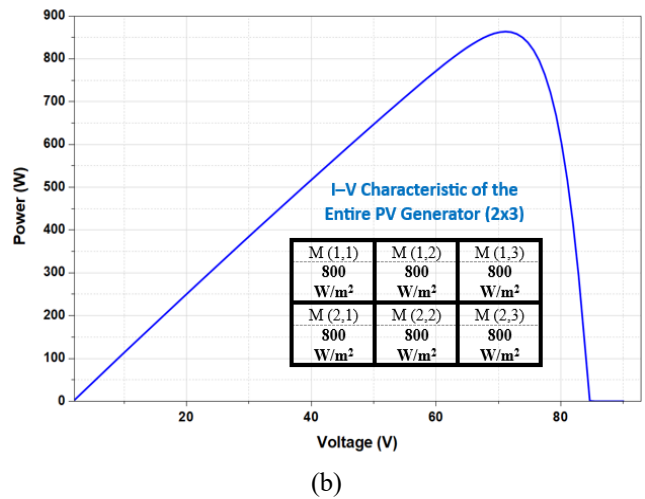 900
800
700
600
500
400
300
200
100
0
Power (W)
I–V Characteristic of the
Entire PV Generator (2x3)
M (1,1) M (1,2) M (1,3)
800 800 800
W/m² W/m² W/m²
M (2,1) M (2,2) M (2,3)
800 800 800
W/m² W/m² W/m²
20 40 60 80
Voltage (V)
(b)